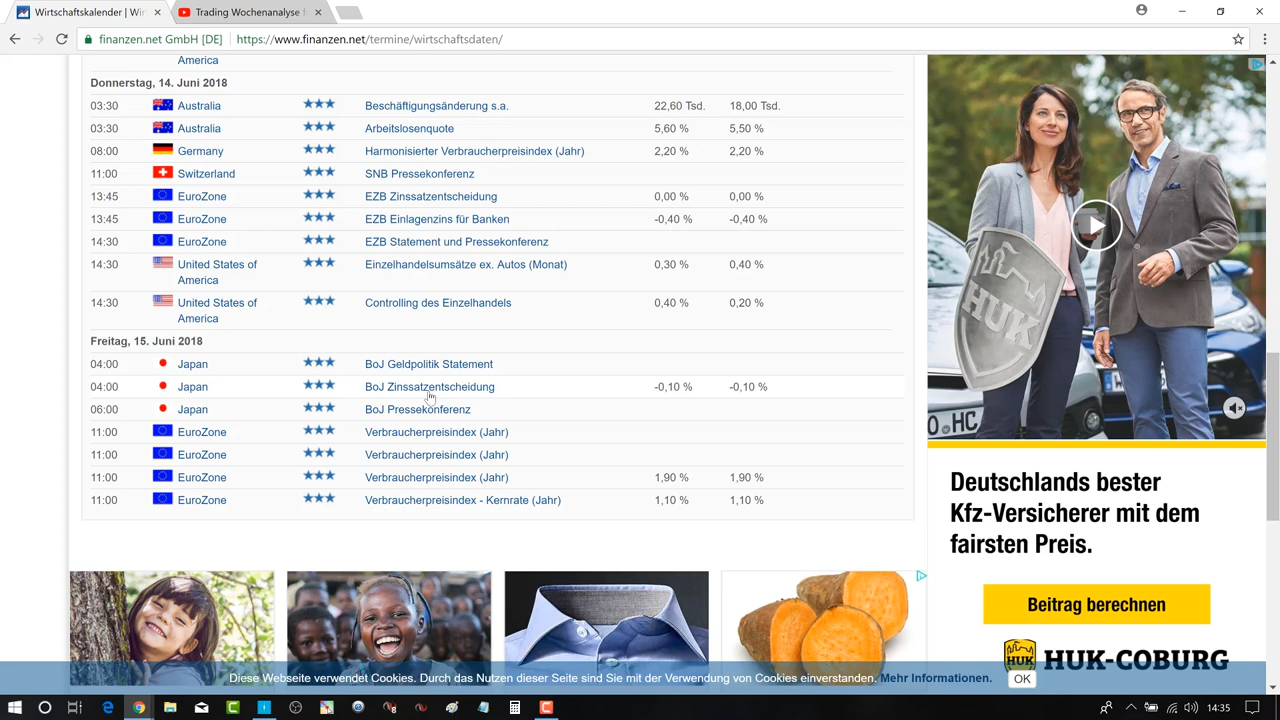 Wirtschaftskalender | Wir
Trading Wochenanalyse f
finanzen.net GmbH [DE]
https://www.finanzen.net/termine/wirtschaftsdaten/
America
Donnerstag, 14. Juni 2018
03:30 Australia Beschäftigungsänderung s.a. 22,60 Tsd. 18,00 Tsd.
03:30 Australia Arbeitslosenquote 5,60 % 5,50 %
08:00 Germany Harmonisierter Verbraucherpreisindex (Jahr) 2,20 % 2,20 %
11:00 Switzerland SNB Pressekonferenz
13:45 EuroZone EZB Zinssatzentscheidung 0,00 % 0,00 %
13:45 EuroZone EZB Einlagenzins für Banken -0,40 % -0,40 %
14:30 EuroZone EZB Statement und Pressekonferenz
14:30 United States of Einzelhandelsumsätze ex. Autos (Monat) 0,30 % 0,40 %
America
14:30 United States of Controlling des Einzelhandels 0,40 % 0,20 %
America
Freitag, 15. Juni 2018
04:00 Japan BoJ Geldpolitik Statement
04:00 Japan BoJ Zinssatzentscheidung -0,10 % -0,10 %
06:00 Japan BoJ Pressekonferenz
11:00 EuroZone Verbraucherpreisindex (Jahr)
11:00 EuroZone Verbraucherpreisindex (Jahr)
11:00 EuroZone Verbraucherpreisindex (Jahr) 1,90 % 1,90 %
11:00 EuroZone Verbraucherpreisindex - Kernrate (Jahr) 1,10 % 1,10 %
HUK
O HC
Deutschlands bester
Kfz-Versicherer mit dem
fairsten Preis.
Beitrag berechnen
HUK
HUK-COBURG
Diese Webseite verwendet Cookies. Durch das Nutzen dieser Seite sind Sie mit der Verwendung von Cookies einverstanden. Mehr Informationen.
OK
14:35